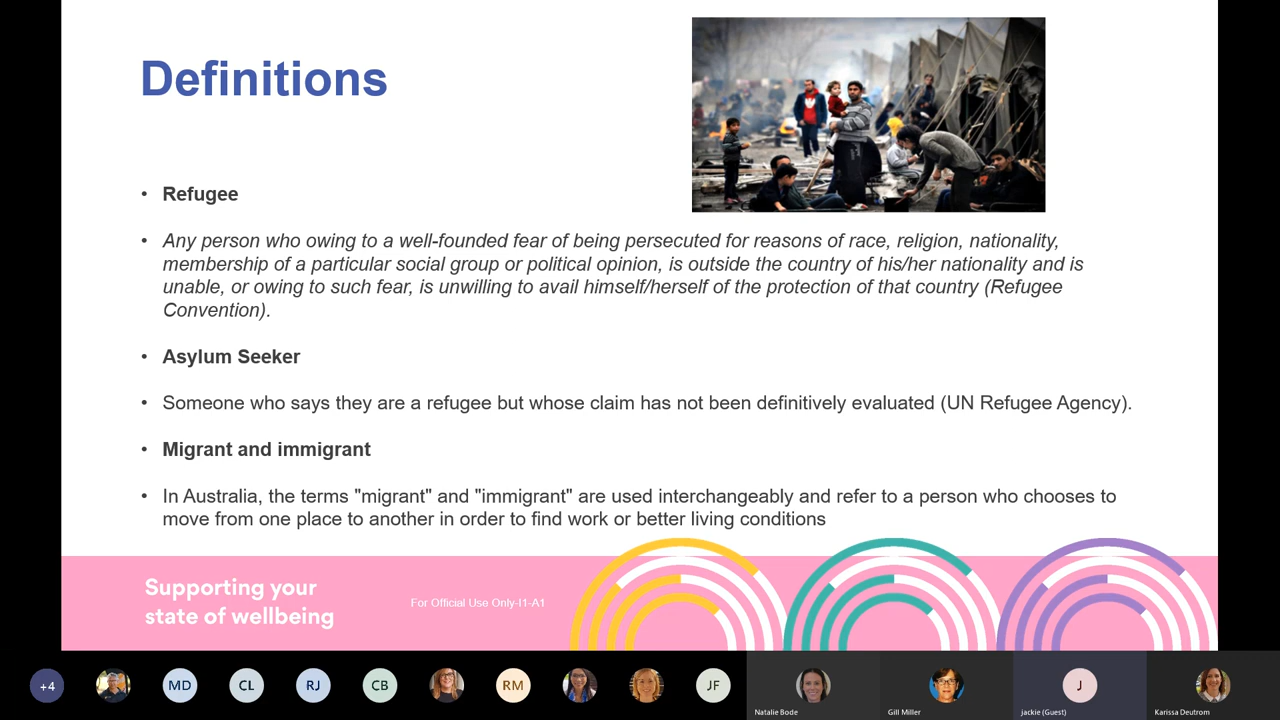 Definitions
• Refugee
• Any person who owing to a well-founded fear of being persecuted for reasons of race, religion, nationality,
membership of a particular social group or political opinion, is outside the country of his/her nationality and is
unable, or owing to such fear, is unwilling to avail himself/herself of the protection of that country (Refugee
Convention).
• Asylum Seeker
• Someone who says they are a refugee but whose claim has not been definitively evaluated (UN Refugee Agency).
• Migrant and immigrant
• In Australia, the terms "migrant" and "immigrant" are used interchangeably and refer to a person who chooses to
move from one place to another in order to find work or better living conditions
Supporting your
state of wellbeing
For Official Use Only-I1-A1
+4
MD
CL
RJ
CB
RM
JF
J
Natalie Bode
Gill Miller
jackie (Guest)
Karissa Deutrom